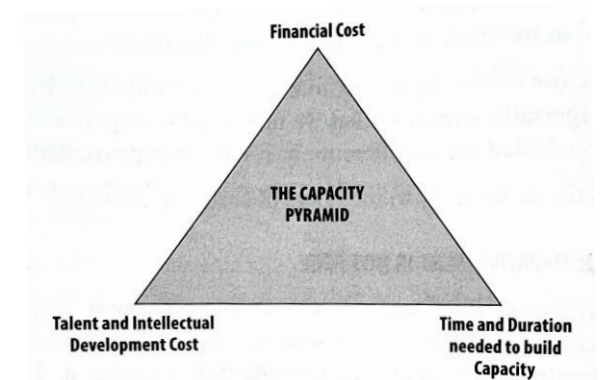 Financial Cost
THE CAPACITY
PYRAMID
Talent and Intellectual
Development Cost
Time and Duration
needed to build
Capacity